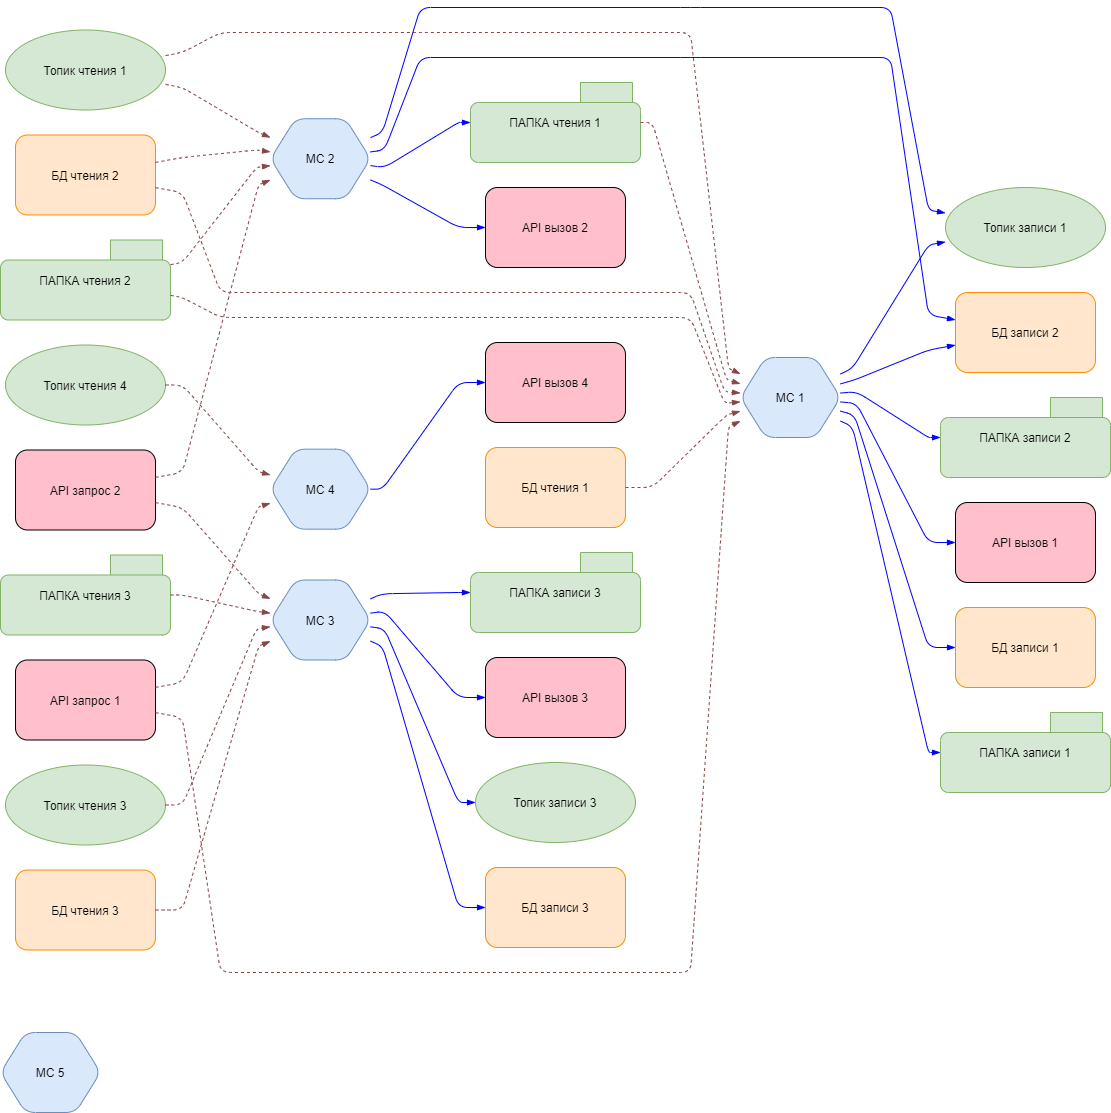 Топик чтения 1
БД чтения 2
ПАПКА чтения 2
Топик чтения 4
API запрос 2
ПАПКА чтения 3
API запрос 1
Топик чтения 3
БД чтения 3
МС 5
МС 2
МС 4
МС 3
ПАПКА чтения 1
API вызов 2
API вызов 4
БД чтения 1
ПАПКА записи 3
API вызов 3
Топик записи 3
БД записи 3
МС 1
Топик записи 1
БД записи 2
ПАПКА записи 2
API вызов 1
БД записи 1
ПАПКА записи 1